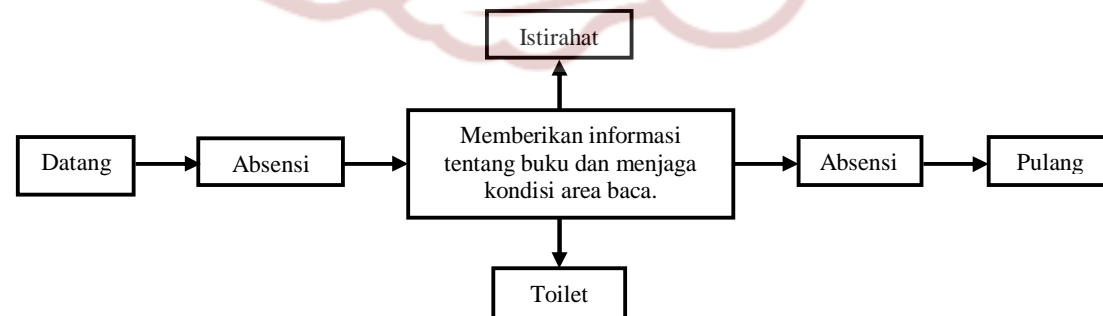 Istirahat
Datang
Absensi
Memberikan informasi
tentang buku dan menjaga
kondisi area baca.
Absensi
Pulang
Toilet